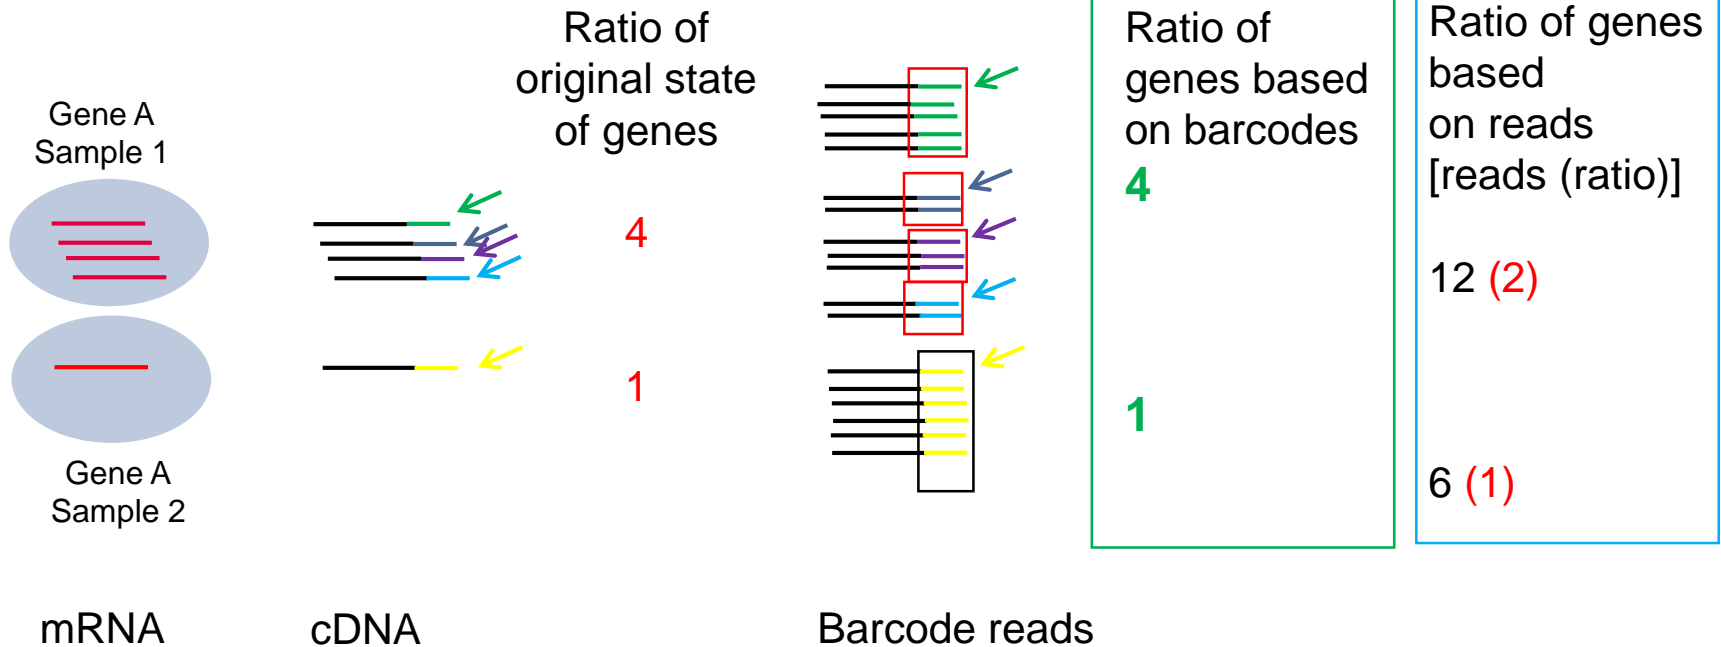 Gene A
Sample 1
Ratio of
original state
of genes
4
1
Gene A
Sample 2
Ratio of
genes based
on barcodes
4
1
Ratio of genes
based
on reads
[reads (ratio)]
12 (2)
6 (1)
mRNA
cDNA
Barcode reads